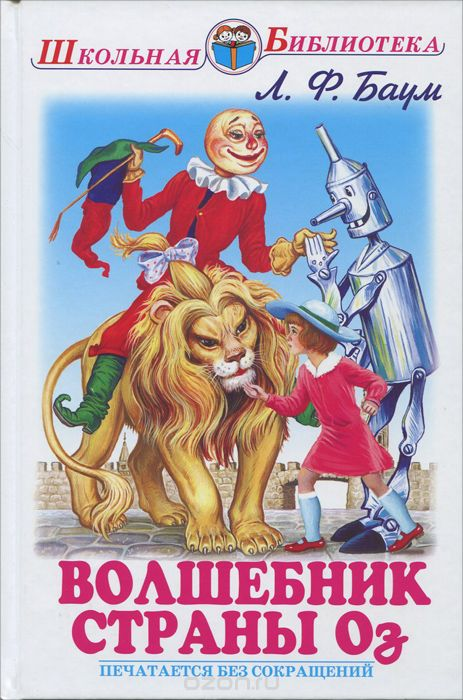 Школьная Библиотека
Л. Ф. Баум
Волшебник
страны Оз
Печатается без сокращений
ozon.ru